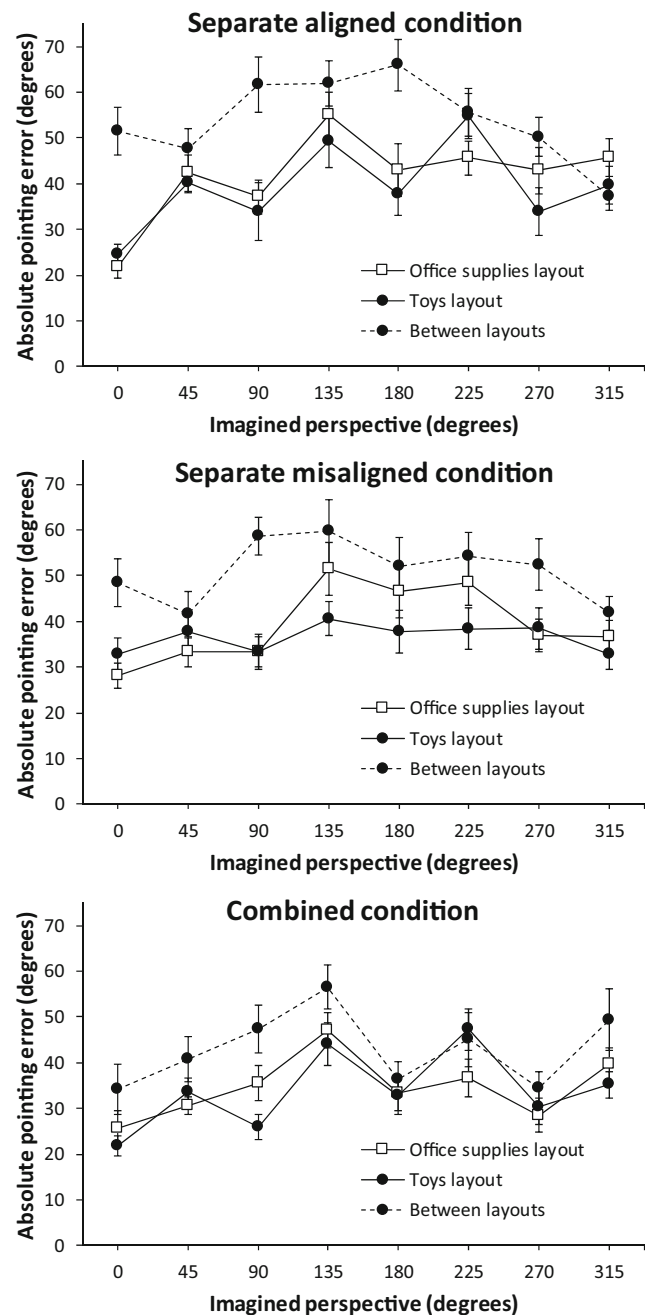 Separate aligned condition
Absolute pointing error (degrees)
70
60
50
40
30
20
10
0
Office supplies layout
Toys layout
Between layouts
0 45 90 135 180 225 270 315
Imagined perspective (degrees)
Separate misaligned condition
Absolute pointing error (degrees)
70
60
50
40
30
20
10
0
Office supplies layout
Toys layout
Between layouts
0 45 90 135 180 225 270 315
Imagined perspective (degrees)
Combined condition
Absolute pointing error (degrees)
70
60
50
40
30
20
10
0
Office supplies layout
Toys layout
Between layouts
0 45 90 135 180 225 270 315
Imagined perspective (degrees)